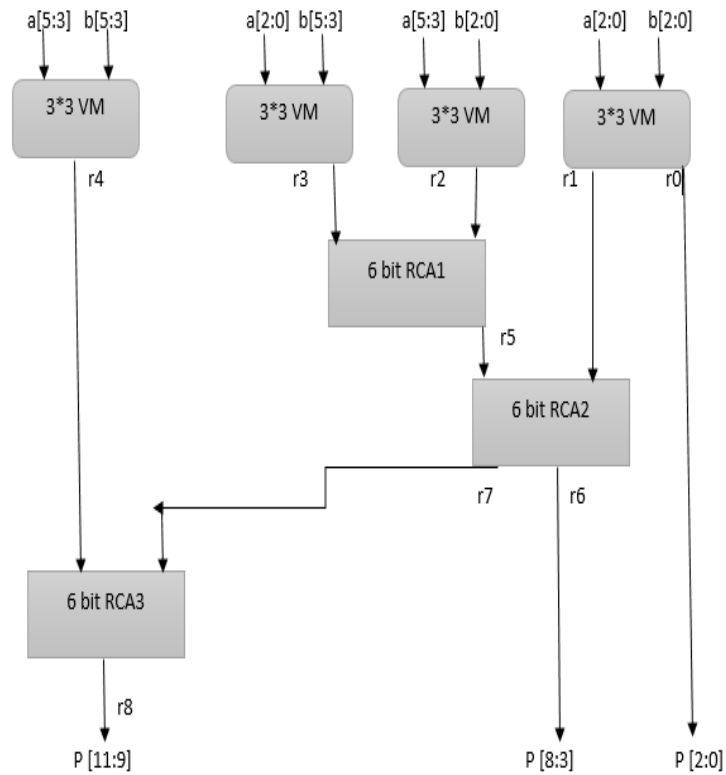 a[5:3] b[5:3] a[2:0] b[5:3] a[5:3] b[2:0] a[2:0] b[2:0]
3*3 VM 3*3 VM 3*3 VM 3*3 VM
r4 r3 r2 r1 r0
6 bit RCA1
r5
6 bit RCA2
r7 r6
6 bit RCA3
r8
P [11:9] P [8:3] P [2:0]